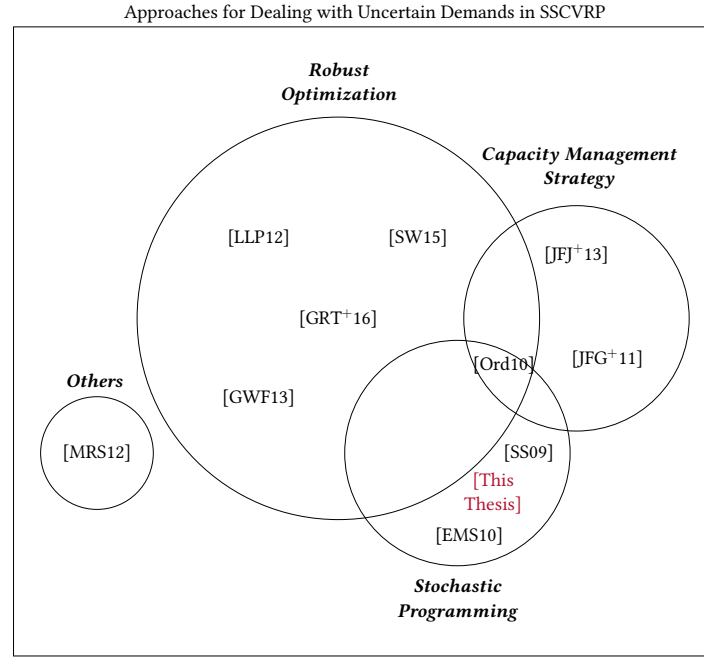 Approaches for Dealing with Uncertain Demands in SSCVRP
Robust
Optimization
Capacity Management
Strategy
[LLP12]
[SW15]
[JFJ+13]
[GRT+16]
[Ord10]
[JFG+11]
Others
[GWF13]
[MRS12]
[SS09]
[This
Thesis]
[EMS10]
Stochastic
Programming